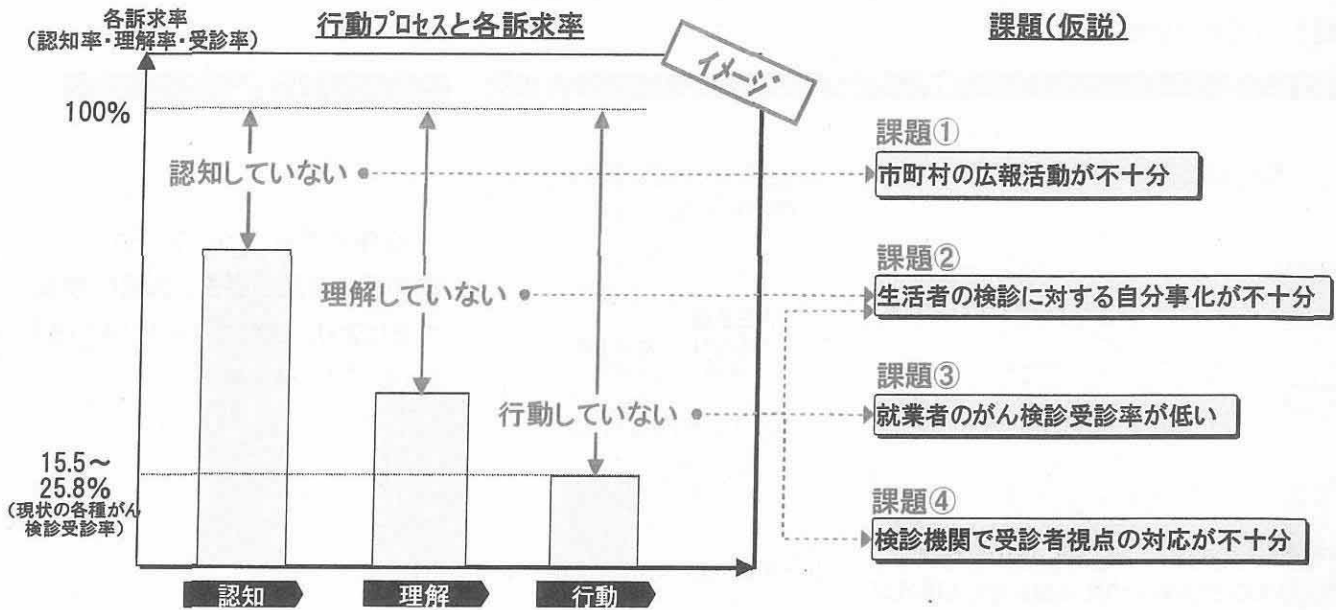 各訴求率
（認知率・理解率・受診率）
行動プロセスと各訴求率
イメージ
100%
認知していない
理解していない
行動していない
15.5～
25.8%
（現状の各種がん
検診受診率）
認知
理解
行動
課題（仮説）
課題①
市町村の広報活動が不十分
課題②
生活者の検診に対する自分事化が不十分
課題③
就業者のがん検診受診率が低い
課題④
検診機関で受診者視点の対応が不十分